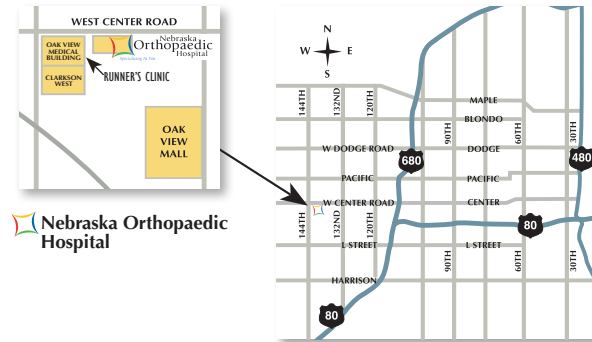 WEST CENTER ROAD
OAK VIEW
MEDICAL
BUILDING
CLARKSON
WEST
Nebraska
Orthopaedic
Hospital
Specializing In You
RUNNER'S CLINIC
OAK
VIEW
MALL
Nebraska Orthopaedic
Hospital
N
W E
S
144TH
132ND
120TH
MAPLE
BLONDO
90TH
60TH
30TH
W DODGE ROAD
DODGE
680
480
PACIFIC
PACIFIC
W CENTER ROAD
CENTER
144TH
132ND
120TH
80
L STREET
L STREET
90TH
60TH
30TH
HARRISON
80